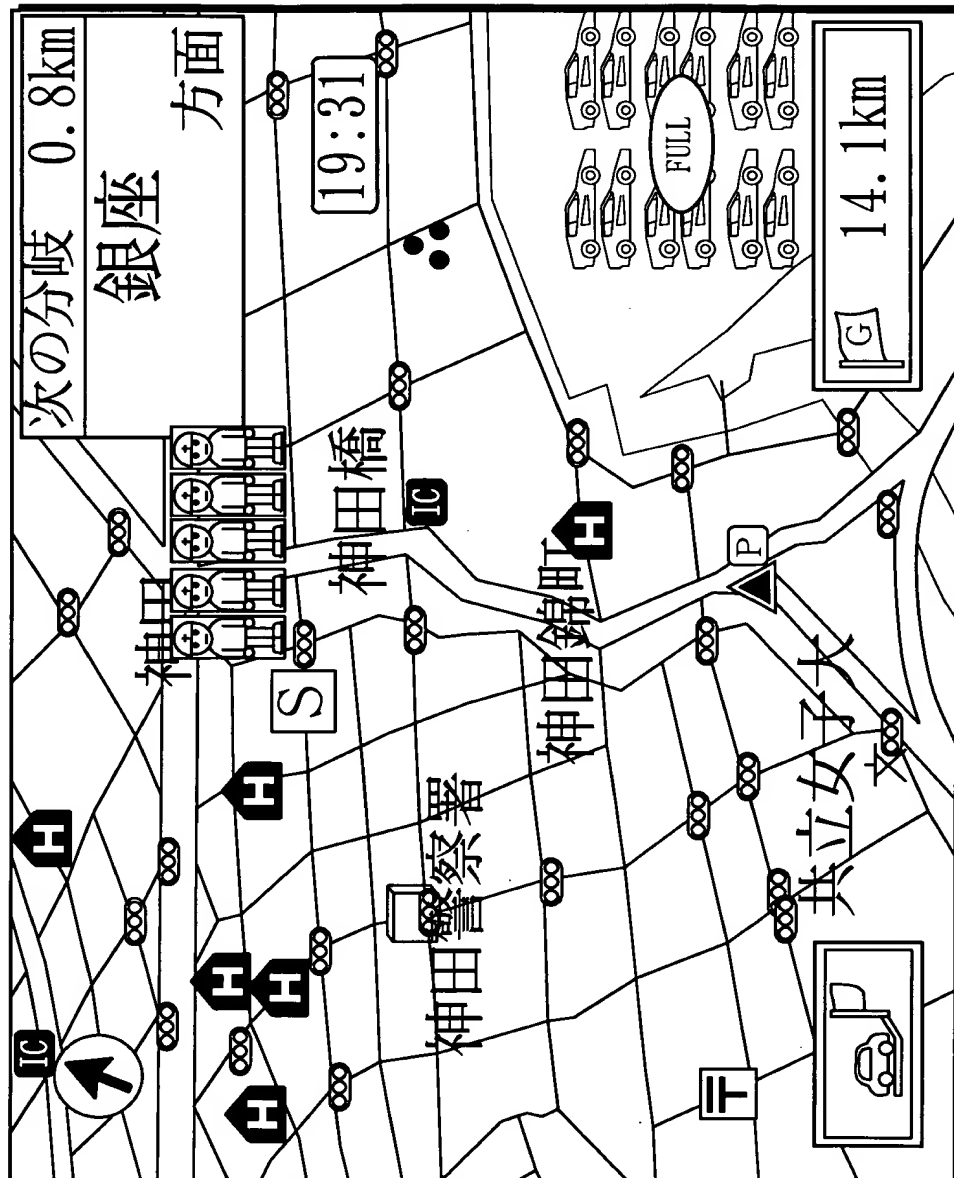 次の分岐 0.8km
銀座
方面
IC
H
神田
H
H
H
H
S
19:31
神田橋
IC
神田警察署
神田錦町
H
FULL
〒
P
共立女子大
文
G 14.1km